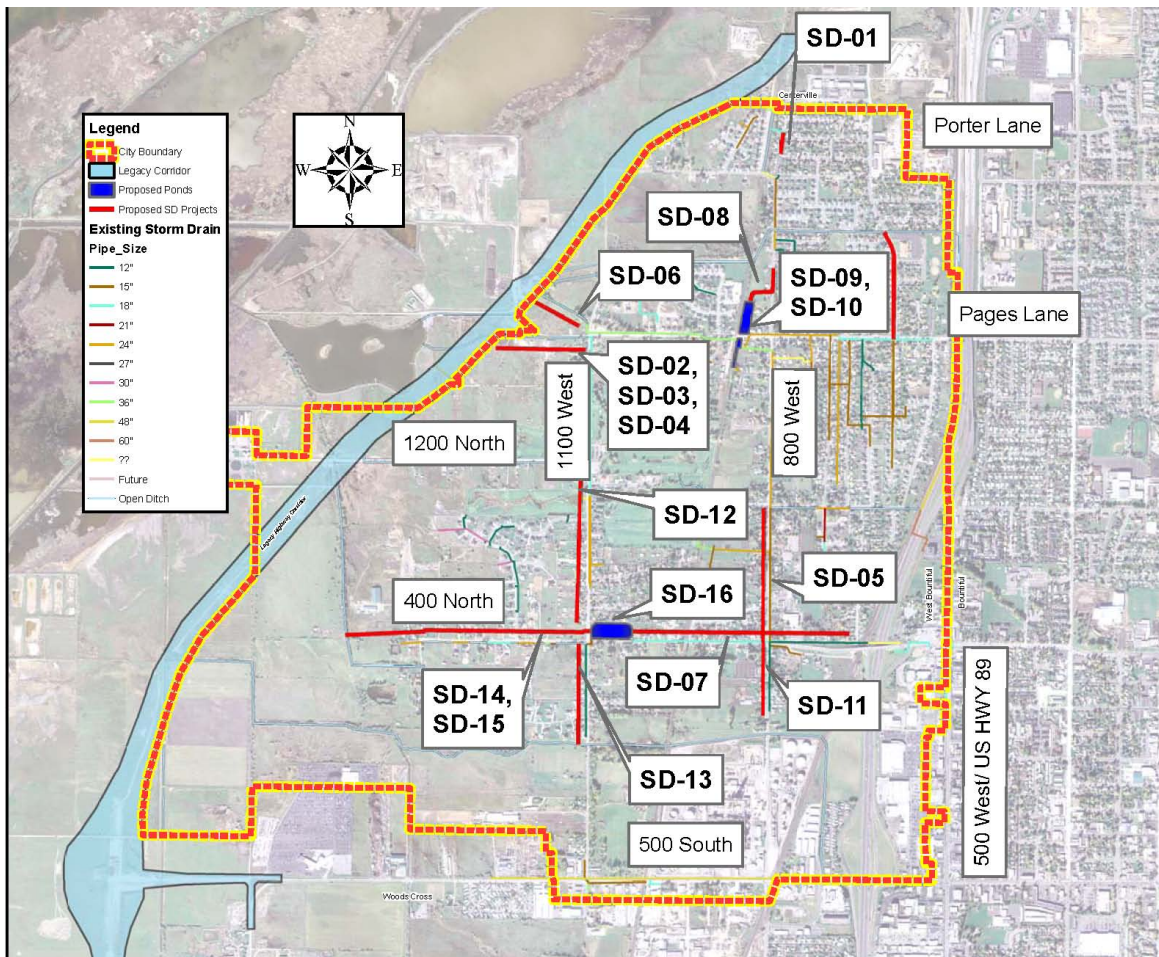 SD-01
Centerville
Porter Lane
Legend
City Boundary
Legacy Corridor
Proposed Ponds
Proposed SD Projects
Existing Storm Drain
Pipe_Size
12"
15"
18"
21"
24"
27"
30"
36"
48"
60"
??
Future
Open Ditch
N
W
E
S
SD-08
SD-06
SD-09,
SD-10
Pages Lane
SD-02,
SD-03,
SD-04
1100 West
800 West
1200 North
Legacy Highway Corridor
SD-12
SD-05
SD-16
400 North
West Bountiful
Bountiful
SD-14,
SD-15
SD-07
SD-11
SD-13
500 West/ US HWY 89
500 South
Woods Cross